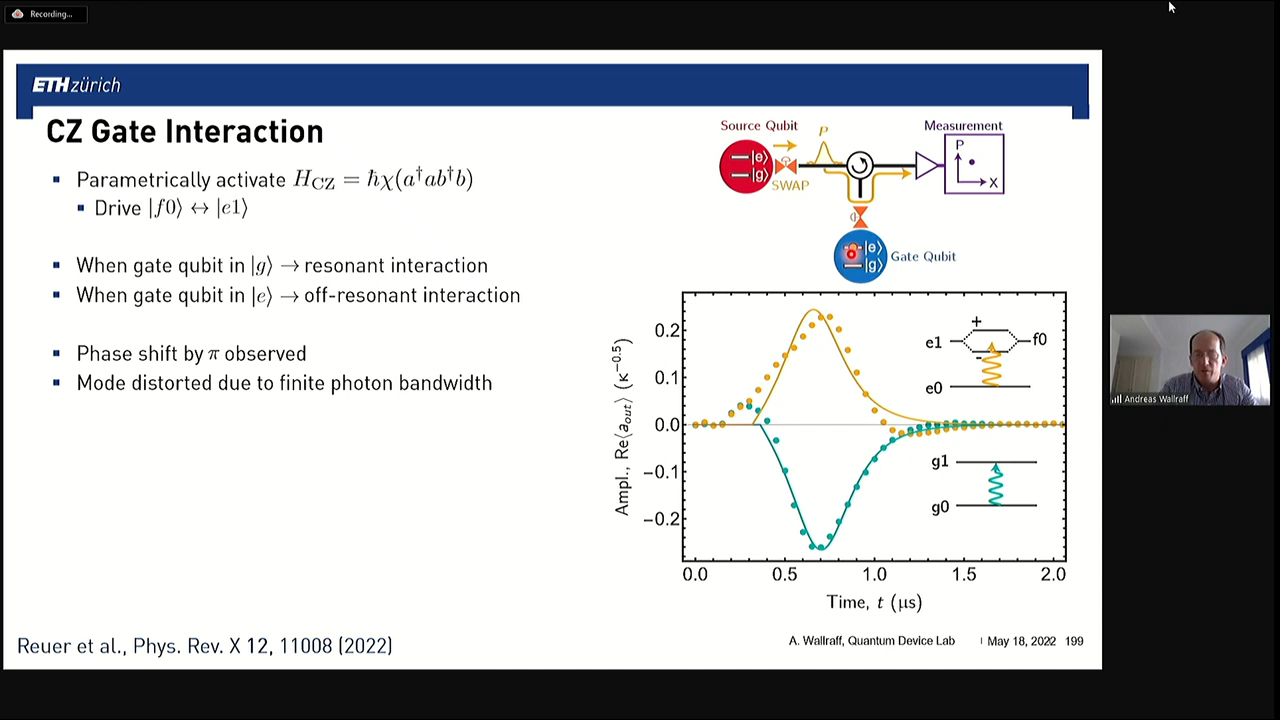 Recording...
ETH zürich
CZ Gate Interaction
Parametrically activate H_CZ = ħχ(a†ab†b)
Drive |f0⟩ ↔ |e1⟩
When gate qubit in |g⟩ → resonant interaction
When gate qubit in |e⟩ → off-resonant interaction
Phase shift by π observed
Mode distorted due to finite photon bandwidth
Source Qubit
P
Measurement
|e⟩
|g⟩
SWAP
P
X
|e⟩
|g⟩
Gate Qubit
Ampl., Re⟨a_out⟩ (κ^−0.5)
0.2
0.1
0.0
−0.1
−0.2
+
e1
f0
-
e0
g1
g0
0.0 0.5 1.0 1.5 2.0
Time, t (μs)
Reuer et al., Phys. Rev. X 12, 11008 (2022)
A. Wallraff, Quantum Device Lab | May 18, 2022 199
Andreas Wallraff